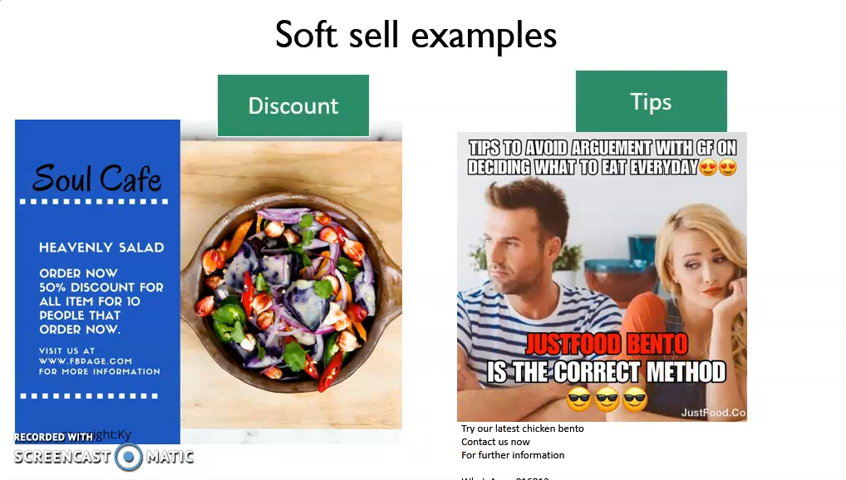 Soft sell examples
Discount
Tips
Soul Cafe
HEAVENLY SALAD
ORDER NOW
50% DISCOUNT FOR
ALL ITEM FOR 10
PEOPLE THAT
ORDER NOW.
VISIT US AT
WWW.FBPAGE.COM
FOR MORE INFORMATION
RECORDED WITH
SCREENCAST MATIC
TIPS TO AVOID ARGUEMENT WITH GF ON
DECIDING WHAT TO EAT EVERYDAY😍😍
JUSTFOOD BENTO
IS THE CORRECT METHOD
😎😎😎
JustFood.Co
Try our latest chicken bento
Contact us now
For further information